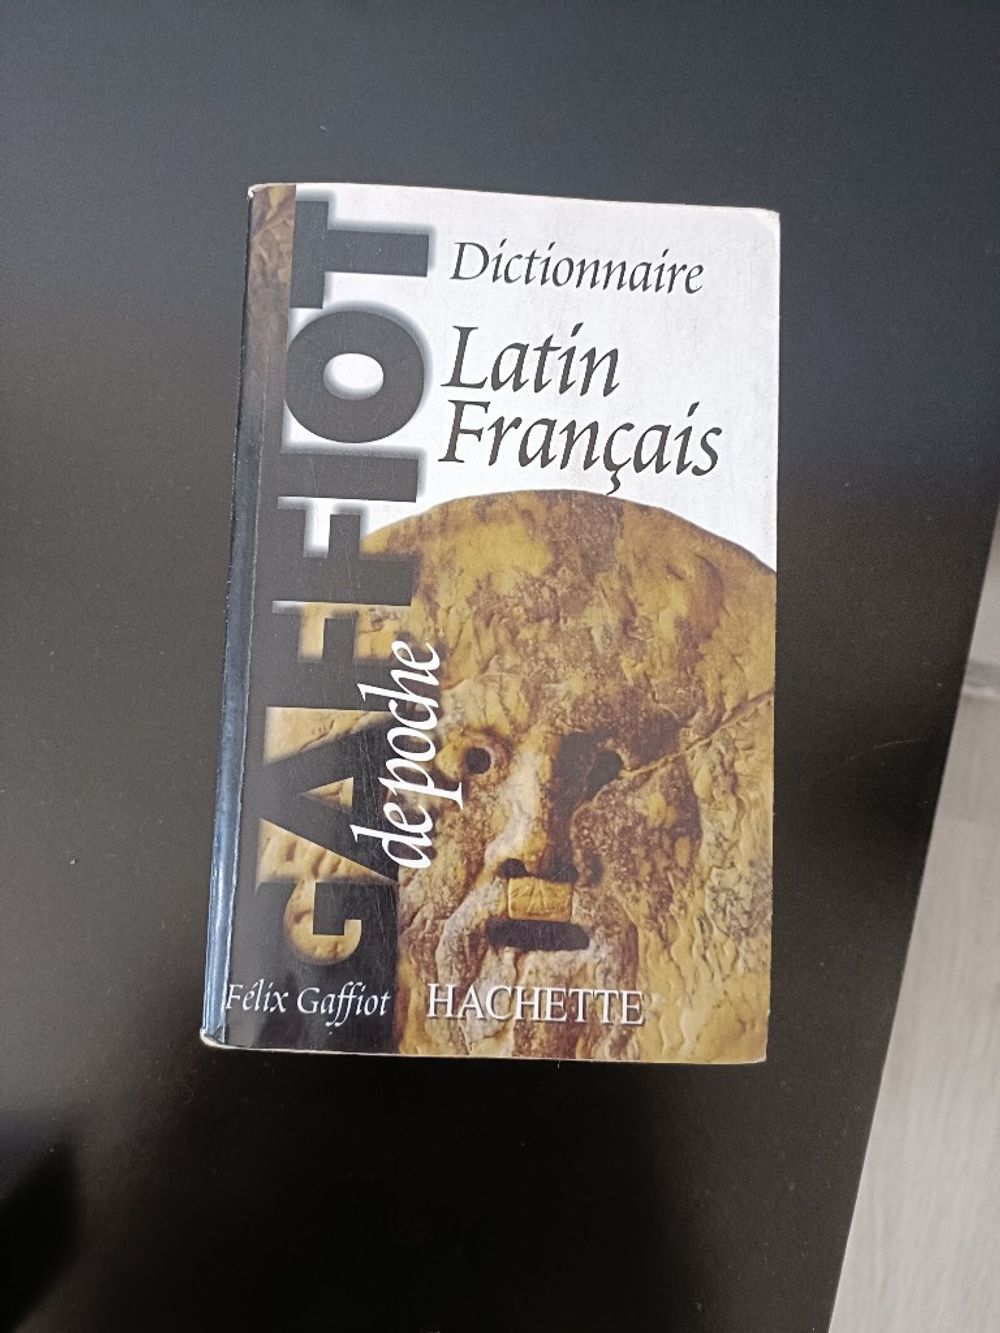 GAFFIOT
de poche
Dictionnaire
Latin
Français
Félix Gaffiot
HACHETTE